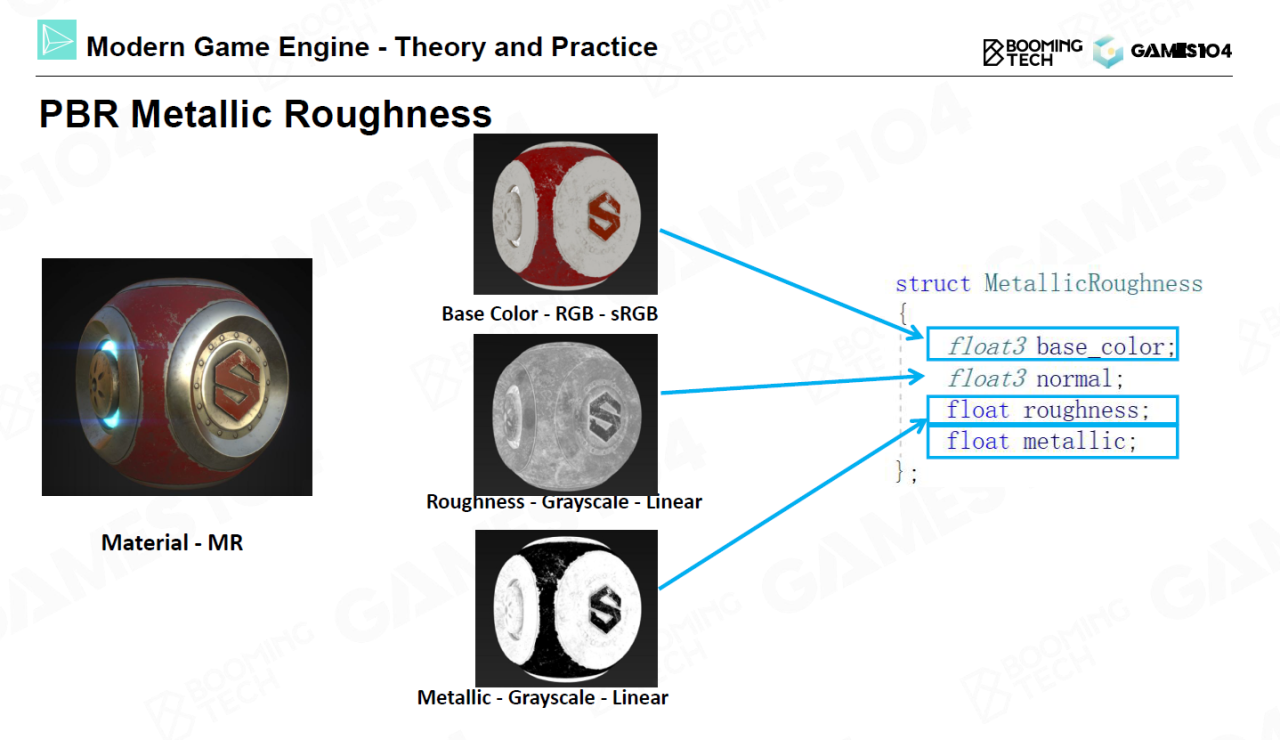 Modern Game Engine - Theory and Practice
BOOMING
TECH
GAMES104
PBR Metallic Roughness
Base Color - RGB - sRGB
Roughness - Grayscale - Linear
Metallic - Grayscale - Linear
Material - MR
struct MetallicRoughness
{
float3 base_color;
float3 normal;
float roughness;
float metallic;
};